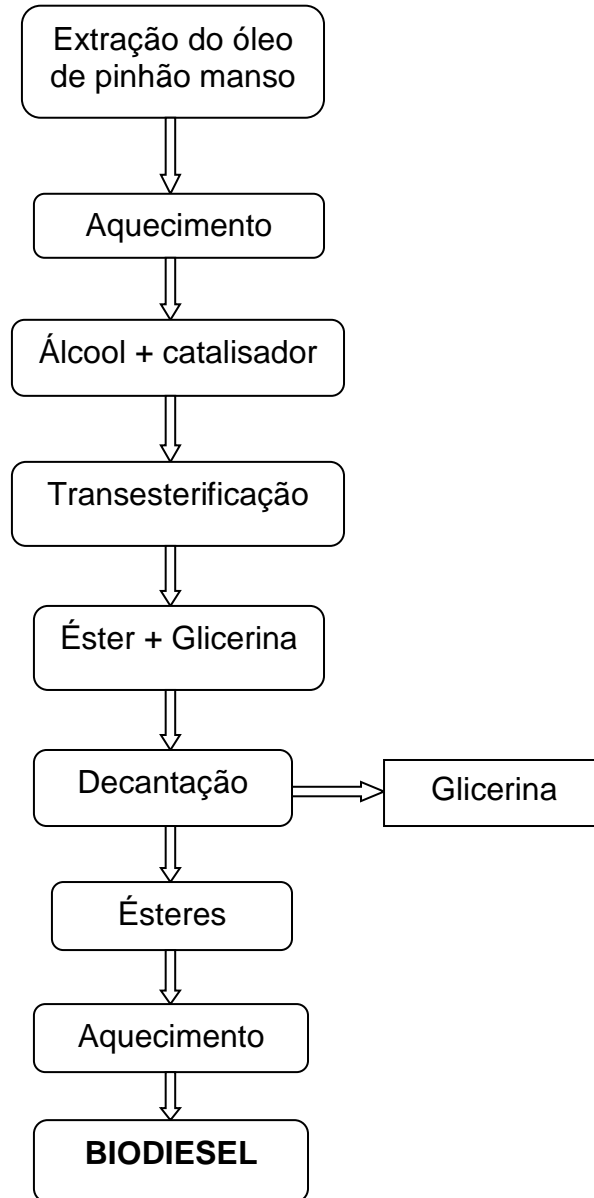 Extração do óleo
de pinhão manso
Aquecimento
Álcool + catalisador
Transesterificação
Éster + Glicerina
Decantação
Glicerina
Ésteres
Aquecimento
BIODIESEL